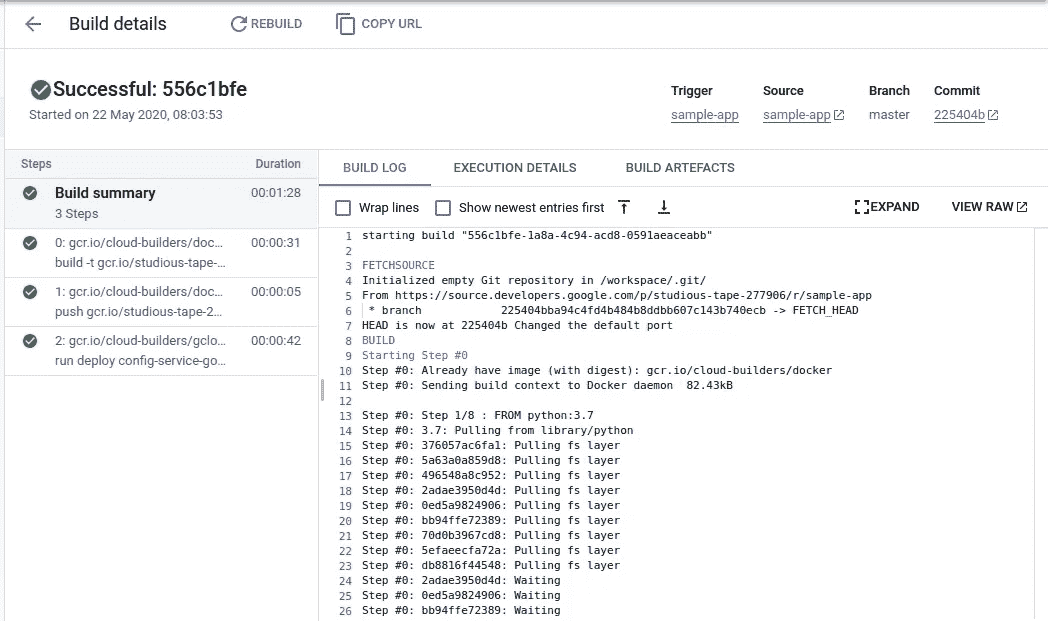 Build details
REBUILD
COPY URL
Successful: 556c1bfe
Started on 22 May 2020, 08:03:53
Trigger
Source
Branch
Commit
sample-app
sample-app
master
225404b
Steps
Duration
Build summary
00:01:28
3 Steps
0: gcr.io/cloud-builders/doc...
00:00:31
build -t gcr.io/studious-tape-...
1: gcr.io/cloud-builders/doc...
00:00:05
push gcr.io/studious-tape-2...
2: gcr.io/cloud-builders/gclo...
00:00:42
run deploy config-service-go...
BUILD LOG
EXECUTION DETAILS
BUILD ARTEFACTS
Wrap lines
Show newest entries first
EXPAND
VIEW RAW
1 starting build "556c1bfe-1a8a-4c94-acd8-0591aeaceabb"
2
3 FETCHSOURCE
4 Initialized empty Git repository in /workspace/.git/
5 From https://source.developers.google.com/p/studious-tape-277906/r/sample-app
6 * branch 225404bba94c4fd4b484b8ddbb607c143b740ecb -> FETCH_HEAD
7 HEAD is now at 225404b Changed the default port
8 BUILD
9 Starting Step #0
10 Step #0: Already have image (with digest): gcr.io/cloud-builders/docker
11 Step #0: Sending build context to Docker daemon 82.43kB
12
13 Step #0: Step 1/8 : FROM python:3.7
14 Step #0: 3.7: Pulling from library/python
15 Step #0: 376057ac6fa1: Pulling fs layer
16 Step #0: 5a63a0a859d8: Pulling fs layer
17 Step #0: 496548a8c952: Pulling fs layer
18 Step #0: 2adae3950d4d: Pulling fs layer
19 Step #0: 0ed5a9824906: Pulling fs layer
20 Step #0: bb94ffe72389: Pulling fs layer
21 Step #0: 70d0b3967cd8: Pulling fs layer
22 Step #0: 5efaeecfa72a: Pulling fs layer
23 Step #0: db8816f44548: Pulling fs layer
24 Step #0: 2adae3950d4d: Waiting
25 Step #0: 0ed5a9824906: Waiting
26 Step #0: bb94ffe72389: Waiting